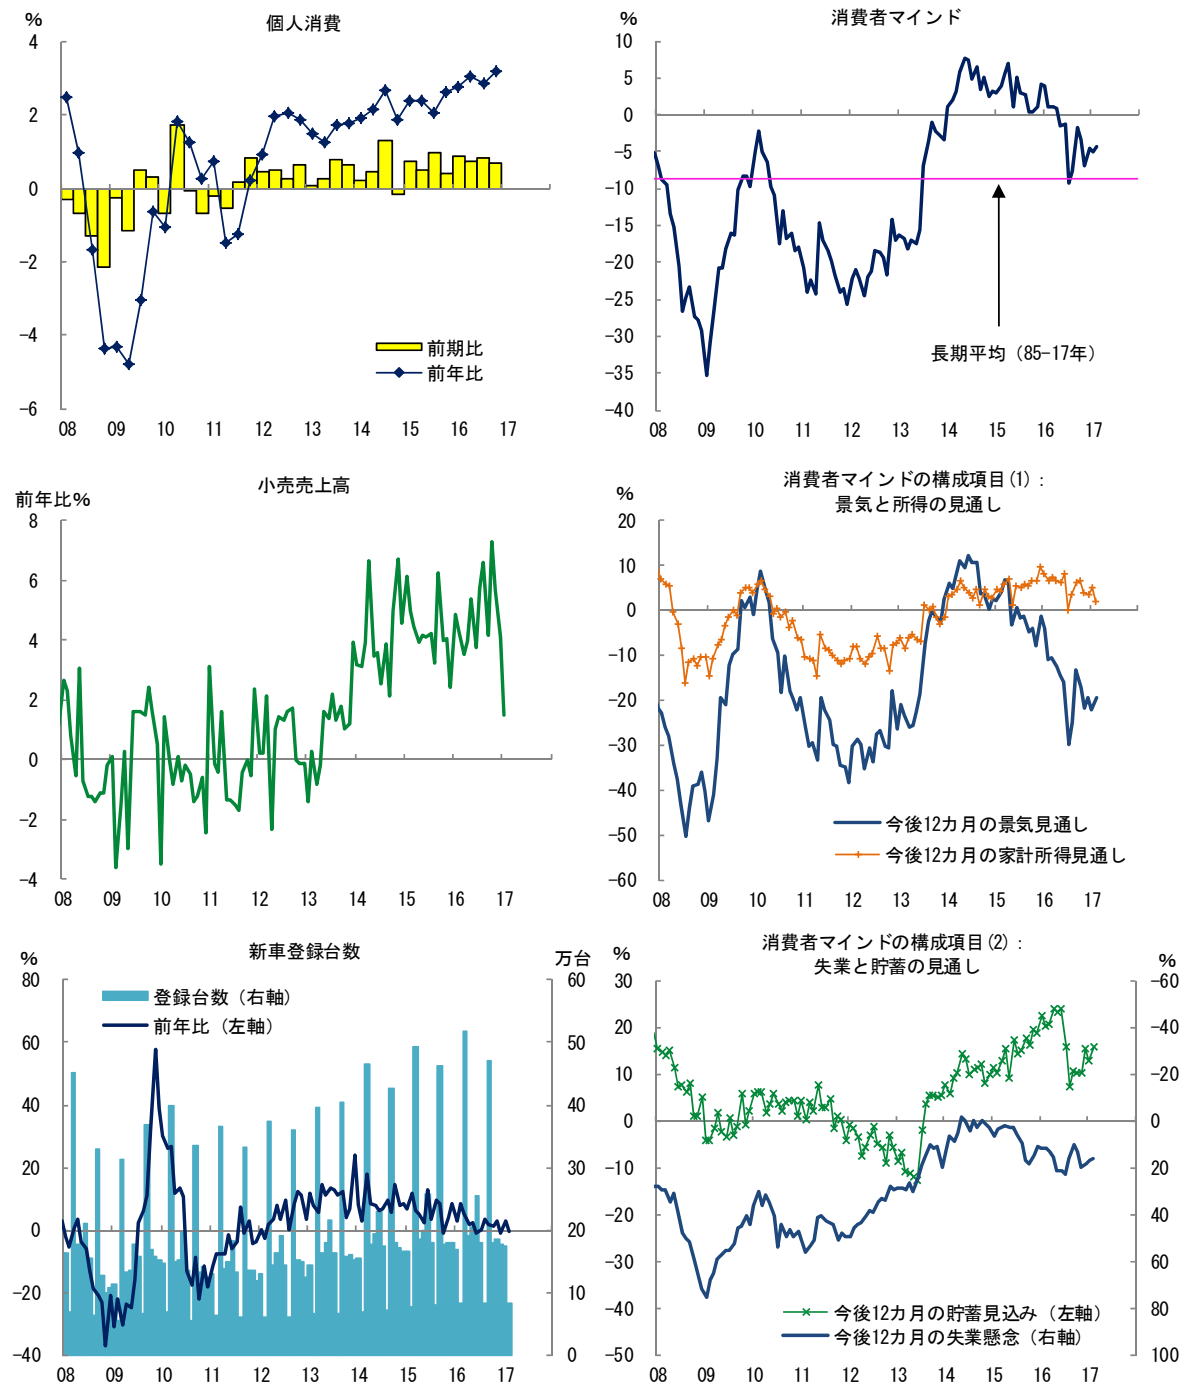 個人消費
%
4
2
0
−2
−4
−6
前期比
前年比
08 09 10 11 12 13 14 15 16 17
消費者マインド
%
10
5
0
−5
−10
−15
−20
−25
−30
−35
−40
長期平均（85−17年）
08 09 10 11 12 13 14 15 16 17
小売売上高
前年比%
8
6
4
2
0
−2
−4
08 09 10 11 12 13 14 15 16 17
消費者マインドの構成項目(1)：
景気と所得の見通し
%
20
10
0
−10
−20
−30
−40
−50
−60
今後12カ月の景気見通し
今後12カ月の家計所得見通し
08 09 10 11 12 13 14 15 16 17
新車登録台数
%
万台
80
60
40
20
0
−20
−40
60
50
40
30
20
10
0
登録台数（右軸）
前年比（左軸）
08 09 10 11 12 13 14 15 16 17
消費者マインドの構成項目(2)：
失業と貯蓄の見通し
%
%
30
20
10
0
−10
−20
−30
−40
−50
−60
−40
−20
0
20
40
60
80
100
今後12カ月の貯蓄見込み（左軸）
今後12カ月の失業懸念（右軸）
08 09 10 11 12 13 14 15 16 17